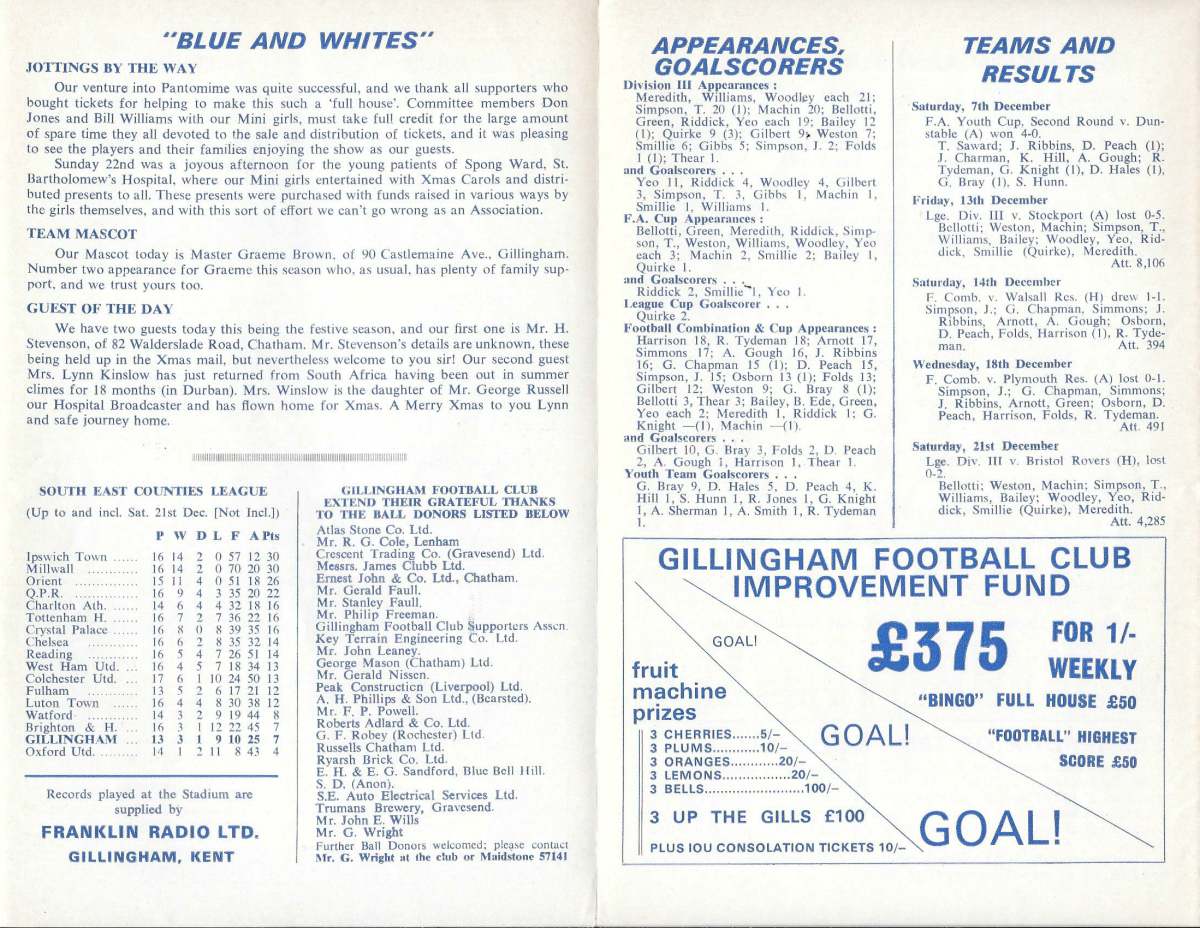 "BLUE AND WHITES"
JOTTINGS BY THE WAY
Our venture into Pantomime was quite successful, and we thank all supporters who
bought tickets for helping to make this such a 'full house'. Committee members Don
Jones and Bill Williams with our Mini girls, must take full credit for the large amount
of spare time they all devoted to the sale and distribution of tickets, and it was pleasing
to see the players and their families enjoying the show as our guests.
Sunday 22nd was a joyous afternoon for the young patients of Spong Ward, St.
Bartholomew's Hospital, where our Mini girls entertained with Xmas Carols and distri-
buted presents to all. These presents were purchased with funds raised in various ways by
the girls themselves, and with this sort of effort we can't go wrong as an Association.
TEAM MASCOT
Our Mascot today is Master Graeme Brown, of 90 Castlemaine Ave., Gillingham.
Number two appearance for Graeme this season who, as usual, has plenty of family sup-
port, and we trust yours too.
GUEST OF THE DAY
We have two guests today this being the festive season, and our first one is Mr. H.
Stevenson, of 82 Walderslade Road, Chatham. Mr. Stevenson's details are unknown, these
being held up in the Xmas mail, but nevertheless welcome to you sir! Our second guest
Mrs. Lynn Kinslow has just returned from South Africa having been out in summer
climes for 18 months (in Durban). Mrs. Winslow is the daughter of Mr. George Russell
our Hospital Broadcaster and has flown home for Xmas. A Merry Xmas to you Lynn
and safe journey home.
SOUTH EAST COUNTIES LEAGUE
(Up to and incl. Sat. 21st Dec. [Not Incl.])
P W D L F A Pts
Ipswich Town ...... 16 14 2 0 57 12 30
Millwall ............ 16 14 2 0 70 20 30
Orient ............... 15 11 4 0 51 18 26
Q.P.R. ............... 16 9 4 3 35 20 22
Charlton Ath. ...... 14 6 4 4 32 18 16
Tottenham H. ...... 16 7 2 7 36 22 16
Crystal Palace ...... 16 8 0 8 39 35 16
Chelsea ............ 16 6 2 8 35 32 14
Reading ............ 16 5 4 7 26 51 14
West Ham Utd. ... 16 4 5 7 18 34 13
Colchester Utd. ... 17 6 1 10 24 50 13
Fulham ............ 13 5 2 6 17 21 12
Luton Town ...... 16 4 4 8 30 38 12
Watford ............ 14 3 2 9 19 44 8
Brighton & H. ... 16 3 1 12 22 45 7
GILLINGHAM ... 13 3 1 9 10 25 7
Oxford Utd. ......... 14 1 2 11 8 43 4
Records played at the Stadium are
supplied by
FRANKLIN RADIO LTD.
GILLINGHAM, KENT
GILLINGHAM FOOTBALL CLUB
EXTEND THEIR GRATEFUL THANKS
TO THE BALL DONORS LISTED BELOW
Atlas Stone Co. Ltd.
Mr. R. G. Cole, Lenham
Crescent Trading Co. (Gravesend) Ltd.
Messrs. James Clubb Ltd.
Ernest John & Co. Ltd., Chatham.
Mr. Gerald Faull.
Mr. Stanley Faull.
Mr. Philip Freeman.
Gillingham Football Club Supporters Asscn.
Key Terrain Engineering Co. Ltd.
Mr. John Leaney.
George Mason (Chatham) Ltd.
Mr. Gerald Nissen.
Peak Construction (Liverpool) Ltd.
A. H. Phillips & Son Ltd., (Bearsted).
Mr. F. P. Powell.
Roberts Adlard & Co. Ltd.
G. F. Robey (Rochester) Ltd.
Russells Chatham Ltd.
Ryarsh Brick Co. Ltd.
E. H. & E. G. Sandford, Blue Bell Hill.
S. D. (Anon).
S.E. Auto Electrical Services Ltd.
Trumans Brewery, Gravesend.
Mr. John E. Wills
Mr. G. Wright
Further Ball Donors welcomed; please contact
Mr. G. Wright at the club or Maidstone 57141
APPEARANCES,
GOALSCORERS
Division III Appearances :
Meredith, Williams, Woodley each 21;
Simpson, T. 20 (1); Machin 20; Bellotti,
Green, Riddick, Yeo each 19; Bailey 12
(1); Quirke 9 (3); Gilbert 9; Weston 7;
Smillie 6; Gibbs 5; Simpson, J. 2; Folds
1 (1); Thear 1.
and Goalscorers . . .
Yeo 11, Riddick 4, Woodley 4, Gilbert
3, Simpson, T. 3, Gibbs 1, Machin 1,
Smillie 1, Williams 1.
F.A. Cup Appearances :
Bellotti, Green, Meredith, Riddick, Simp-
son, T., Weston, Williams, Woodley, Yeo
each 3; Machin 2, Smillie 2; Bailey 1,
Quirke 1.
and Goalscorers . . .
Riddick 2, Smillie 1, Yeo 1.
League Cup Goalscorer . . .
Quirke 2.
Football Combination & Cup Appearances :
Harrison 18, R. Tydeman 18; Arnott 17,
Simmons 17; A. Gough 16, J. Ribbins
16; G. Chapman 15 (1); D. Peach 15,
Simpson, J. 15; Osborn 13 (1); Folds 13;
Gilbert 12; Weston 9; G. Bray 8 (1);
Bellotti 3, Thear 3; Bailey, B. Ede, Green,
Yeo each 2; Meredith 1, Riddick 1; G.
Knight —(1), Machin —(1).
and Goalscorers . . .
Gilbert 10, G. Bray 3, Folds 2, D. Peach
2, A. Gough 1, Harrison 1, Thear 1.
Youth Team Goalscorers . . .
G. Bray 9, D. Hales 5, D. Peach 4, K.
Hill 1, S. Hunn 1, R. Jones 1, G. Knight
1, A. Sherman 1, A. Smith 1, R. Tydeman
1.
TEAMS AND
RESULTS
Saturday, 7th December
F.A. Youth Cup, Second Round v. Dun-
stable (A) won 4-0.
T. Saward; J. Ribbins, D. Peach (1);
J. Charman, K. Hill, A. Gough; R.
Tydeman, G. Knight (1), D. Hales (1),
G. Bray (1), S. Hunn.
Friday, 13th December
Lge. Div. III v. Stockport (A) lost 0-5.
Bellotti; Weston, Machin; Simpson, T.,
Williams, Bailey; Woodley, Yeo, Rid-
dick, Smillie (Quirke), Meredith.
Att. 8,106
Saturday, 14th December
F. Comb. v. Walsall Res. (H) drew 1-1.
Simpson, J.; G. Chapman, Simmons; J.
Ribbins, Arnott, A. Gough; Osborn,
D. Peach, Folds, Harrison (1), R. Tyde-
man. Att. 394
Wednesday, 18th December
F. Comb. v. Plymouth Res. (A) lost 0-1.
Simpson, J.; G. Chapman, Simmons;
J. Ribbins, Arnott, Green; Osborn, D.
Peach, Harrison, Folds, R. Tydeman.
Att. 491
Saturday, 21st December
Lge. Div. III v. Bristol Rovers (H), lost
0-2.
Bellotti; Weston, Machin; Simpson, T.,
Williams, Bailey; Woodley, Yeo, Rid-
dick, Smillie (Quirke), Meredith.
Att. 4,285
GILLINGHAM FOOTBALL CLUB
IMPROVEMENT FUND
GOAL!
£375 FOR 1/-
WEEKLY
"BINGO" FULL HOUSE £50
"FOOTBALL" HIGHEST
SCORE £50
fruit
machine
prizes
3 CHERRIES.......5/-
3 PLUMS............10/-
3 ORANGES............20/-
3 LEMONS...............20/-
3 BELLS.........................100/-
3 UP THE GILLS £100
PLUS IOU CONSOLATION TICKETS 10/-
GOAL!
GOAL!